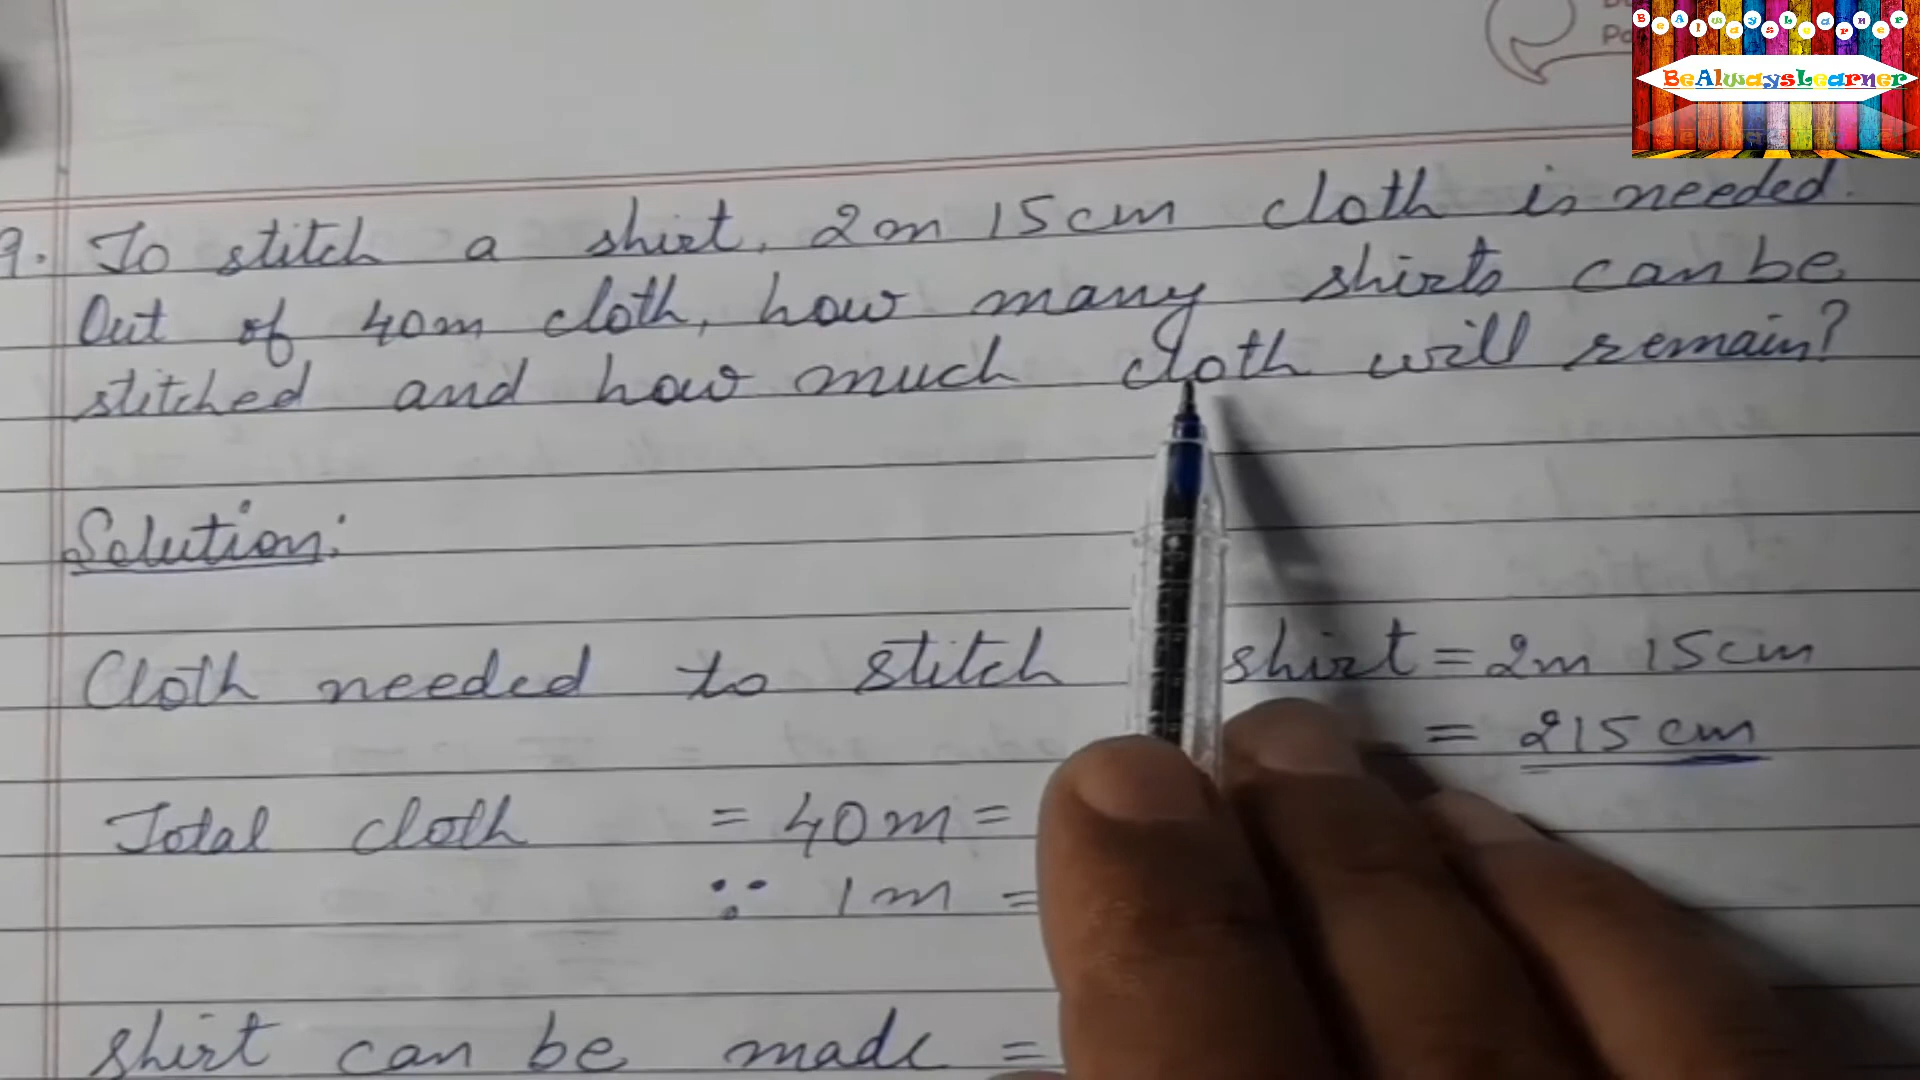 BeAlwaysLearner
BeAlwaysLearner
9. To stitch a shirt, 2m 15cm cloth is needed.
Out of 40m cloth, how many shirts can be
stitched and how much cloth will remain?
Solution:
Cloth needed to stitch shirt = 2m 15cm
= 215 cm
Total cloth = 40m =
∵ 1m =
shirt can be made =